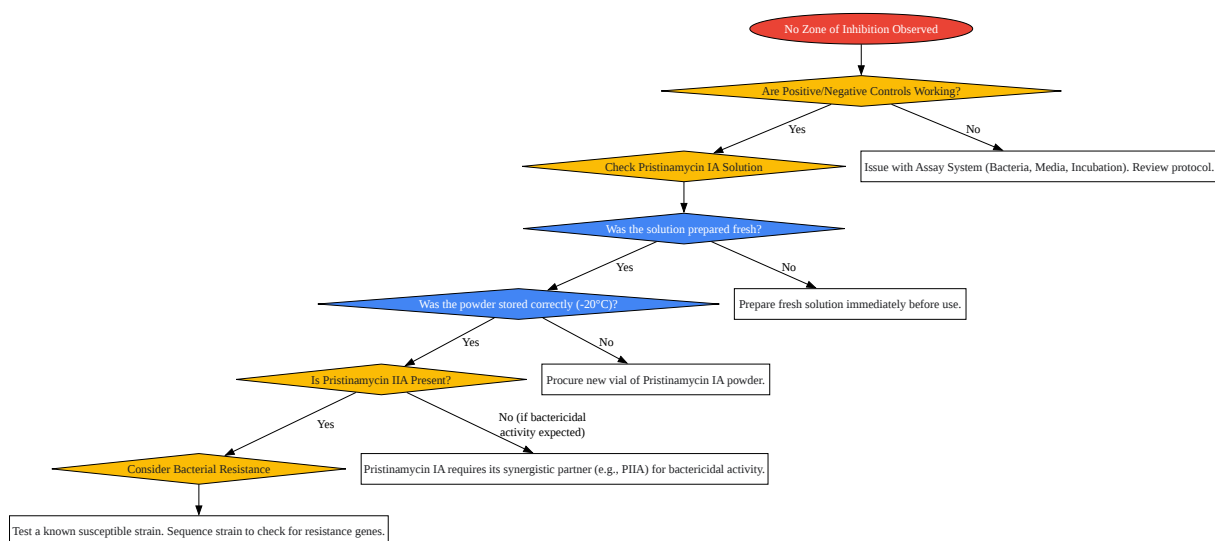 No Zone of Inhibition Observed
Are Positive/Negative Controls Working?
Yes
No
Check Pristinamycin IA Solution
Issue with Assay System (Bacteria, Media, Incubation). Review protocol.
Was the solution prepared fresh?
Yes
No
Was the powder stored correctly (-20°C)?
Prepare fresh solution immediately before use.
Yes
No
Is Pristinamycin IIA Present?
Procure new vial of Pristinamycin IA powder.
Yes
No (if bactericidal
activity expected)
Consider Bacterial Resistance
Pristinamycin IA requires its synergistic partner (e.g., PIIA) for bactericidal activity.
Test a known susceptible strain. Sequence strain to check for resistance genes.